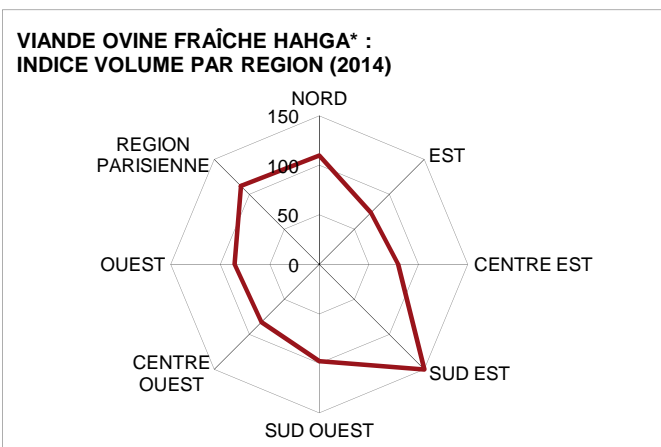 VIANDE OVINE FRAÎCHE HAHGA* :
INDICE VOLUME PAR REGION (2014)
NORD
150
REGION
PARISIENNE
EST
100
50
OUEST
0
CENTRE EST
CENTRE
OUEST
SUD EST
SUD OUEST